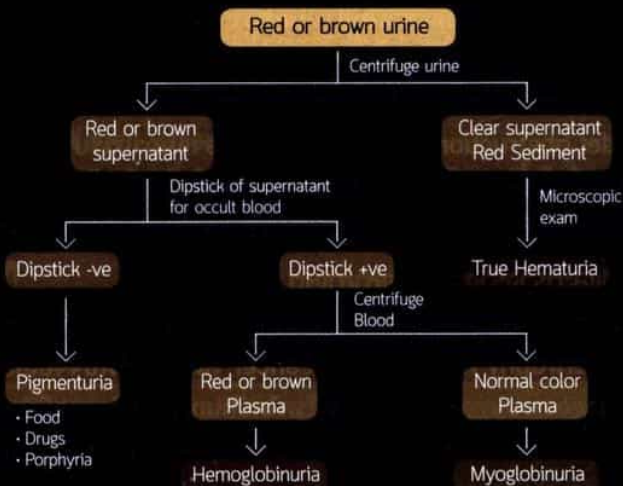 Red or brown urine
Centrifuge urine
Red or brown
supernatant
Clear supernatant
Red Sediment
Dipstick of supernatant
for occult blood
Microscopic
exam
Dipstick -ve
Dipstick +ve
True Hematuria
Centrifuge
Blood
Pigmenturia
· Food
· Drugs
· Porphyria
Red or brown
Plasma
Normal color
Plasma
Hemoglobinuria
Myoglobinuria